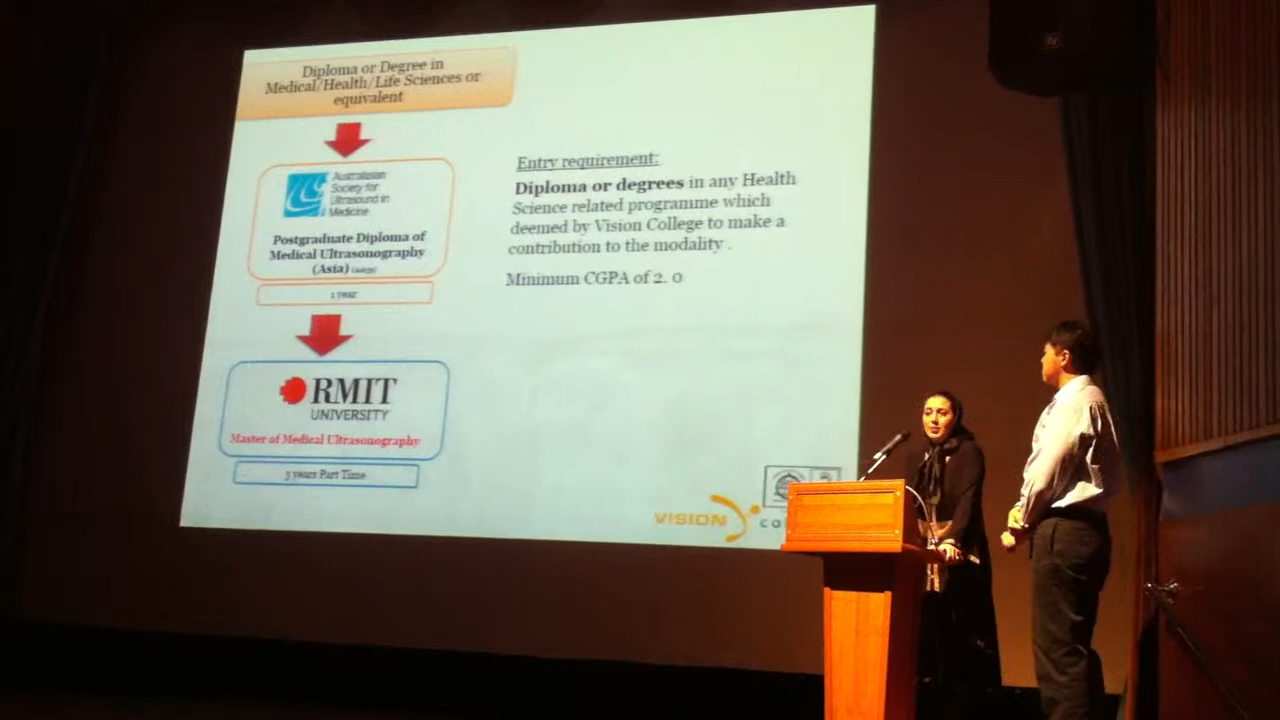 Diploma or Degree in
Medical/Health/Life Sciences or
equivalent
Australasian
Society for
Ultrasound in
Medicine
Postgraduate Diploma of
Medical Ultrasonography
(Asia)
1 year
RMIT
UNIVERSITY
Master of Medical Ultrasonography
3 years Part Time
Entry requirement:
Diploma or degrees in any Health
Science related programme which
deemed by Vision College to make a
contribution to the modality .
Minimum CGPA of 2. 0
VISION
CO